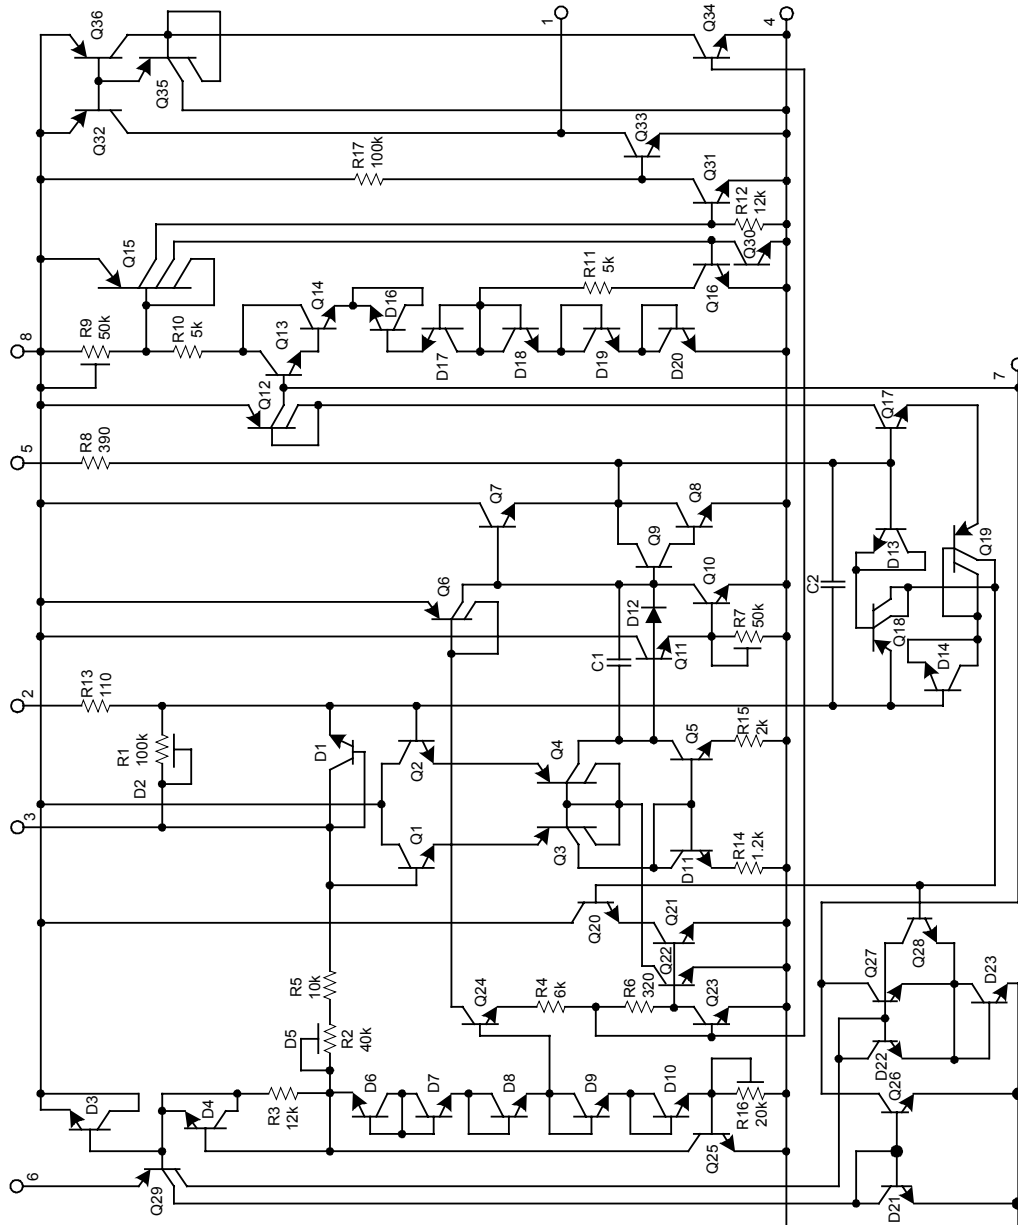 Q36
Q34
1
4
Q35
Q32
Q33
R17
100k
Q31
R12
12k
Q15
Q30
R11
5k
Q16
Q14
D16
8
R9
50k
R10
5k
Q13
D17
D18
D19
D20
7
Q12
Q17
5
R8
390
Q7
Q8
Q9
D13
Q19
Q6
Q10
C2
D12
R7
50k
Q18
Q11
C1
D14
2
R13
110
R1
100k
D1
Q2
Q4
Q5
R15
2k
D2
3
Q1
Q3
D11
R14
1.2k
Q20
Q21
Q22
Q28
Q27
D23
R5
10k
Q24
R4
6k
R6
320
Q23
D5
R2
40k
D22
Q26
D3
D4
R3
12k
D6
D7
D8
D9
D10
R16
20k
Q25
6
Q29
D21